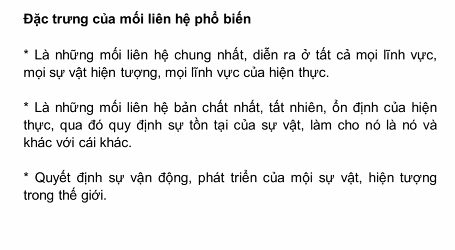 Đặc trưng của mối liên hệ phổ biến
* Là những mối liên hệ chung nhất, diễn ra ở tất cả mọi lĩnh vực,
mọi sự vật hiện tượng, mọi lĩnh vực của hiện thực.
* Là những mối liên hệ bản chất nhất, tất nhiên, ổn định của hiện
thực, qua đó quy định sự tồn tại của sự vật, làm cho nó là nó và
khác với cái khác.
* Quyết định sự vận động, phát triển của mội sự vật, hiện tượng
trong thế giới.